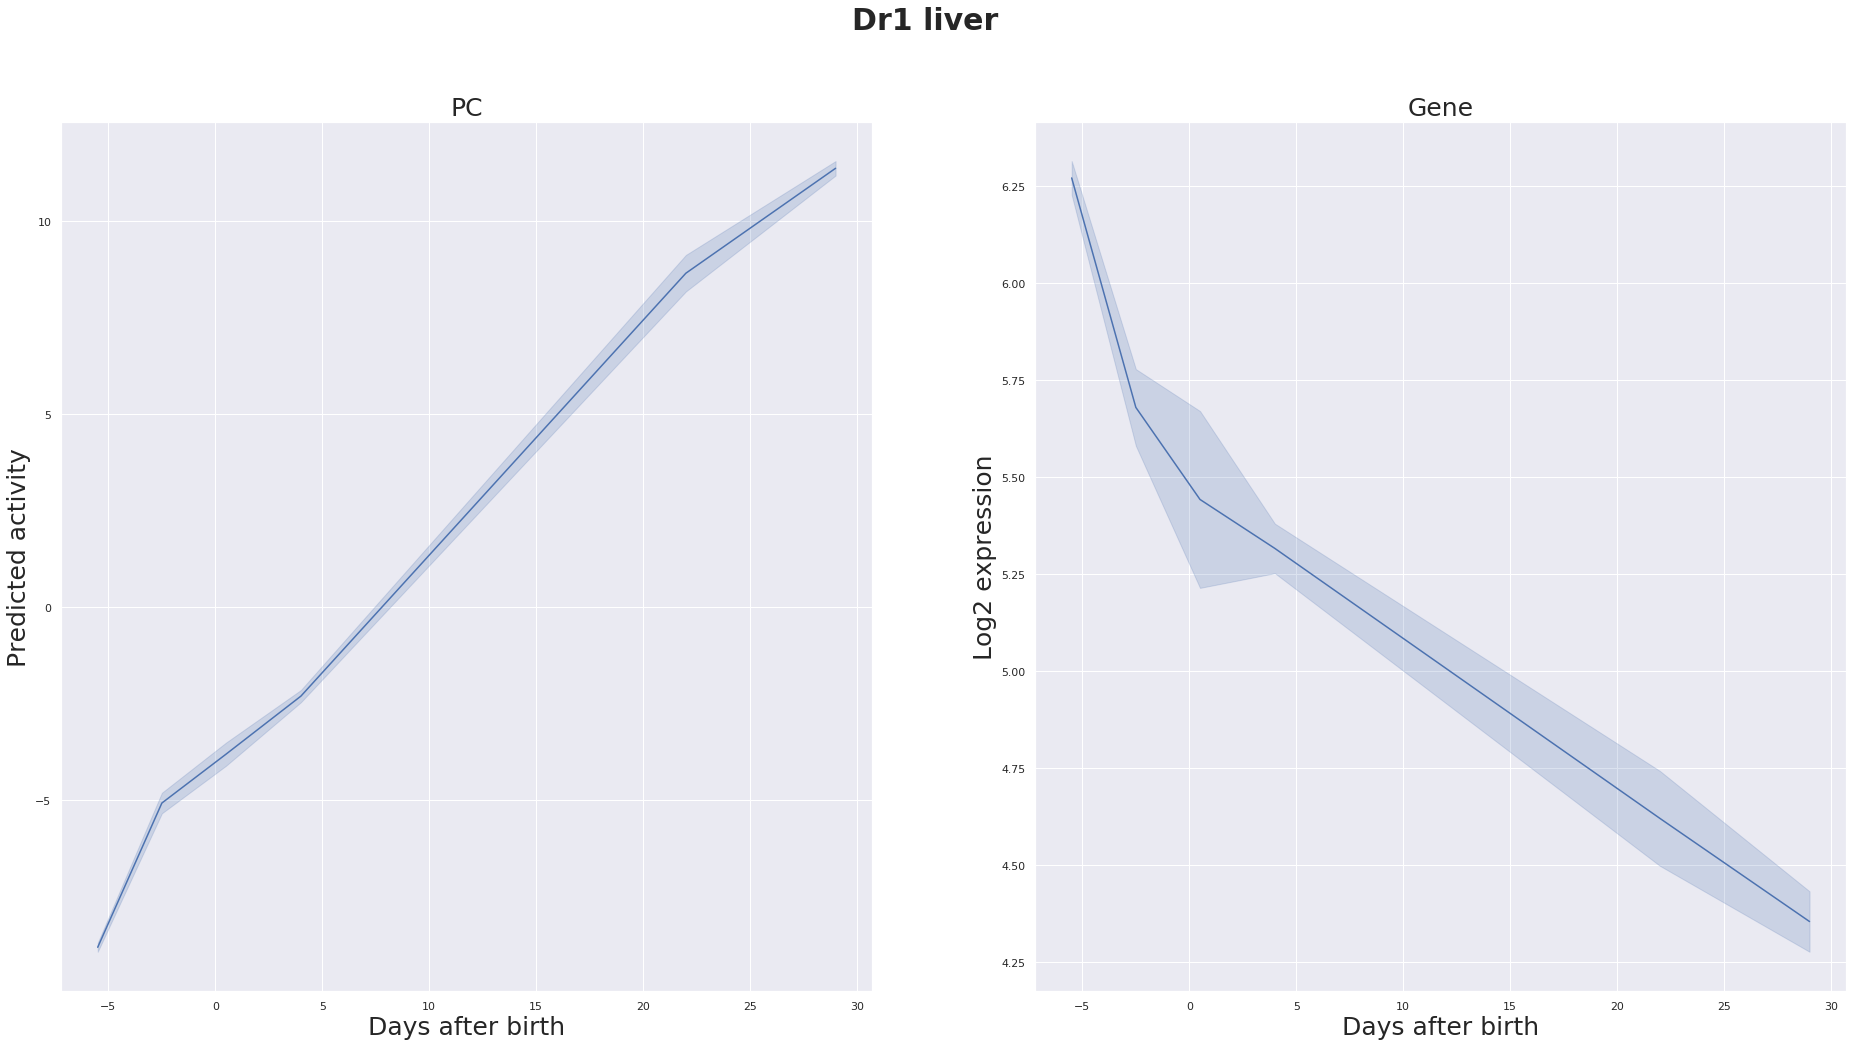 Dr1 liver
PC
Predicted activity
10
5
0
−5
−5 0 5 10 15 20 25 30
Days after birth
Gene
Log2 expression
6.25
6.00
5.75
5.50
5.25
5.00
4.75
4.50
4.25
−5 0 5 10 15 20 25 30
Days after birth